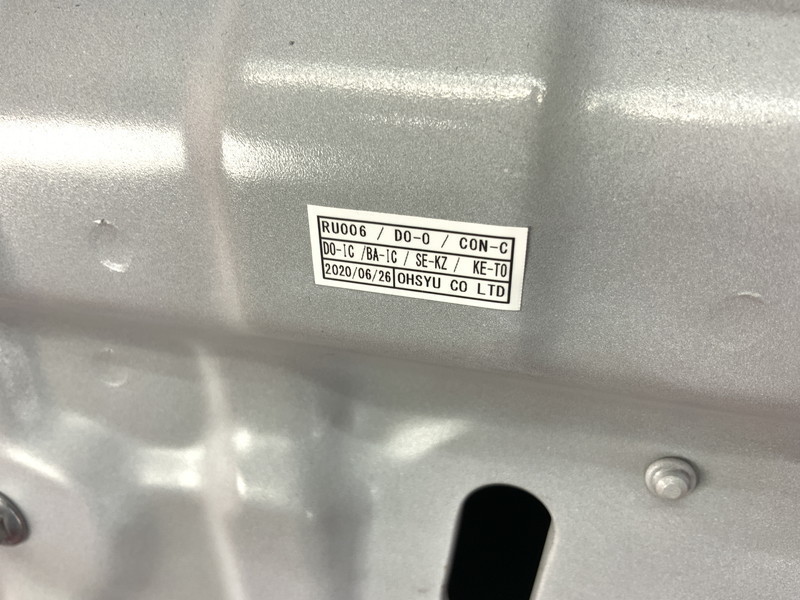 RU006 / DO-O / CON-C
DO-IC /BA-IC / SE-KZ / KE-TO
2020/06/26 OHSYU CO LTD